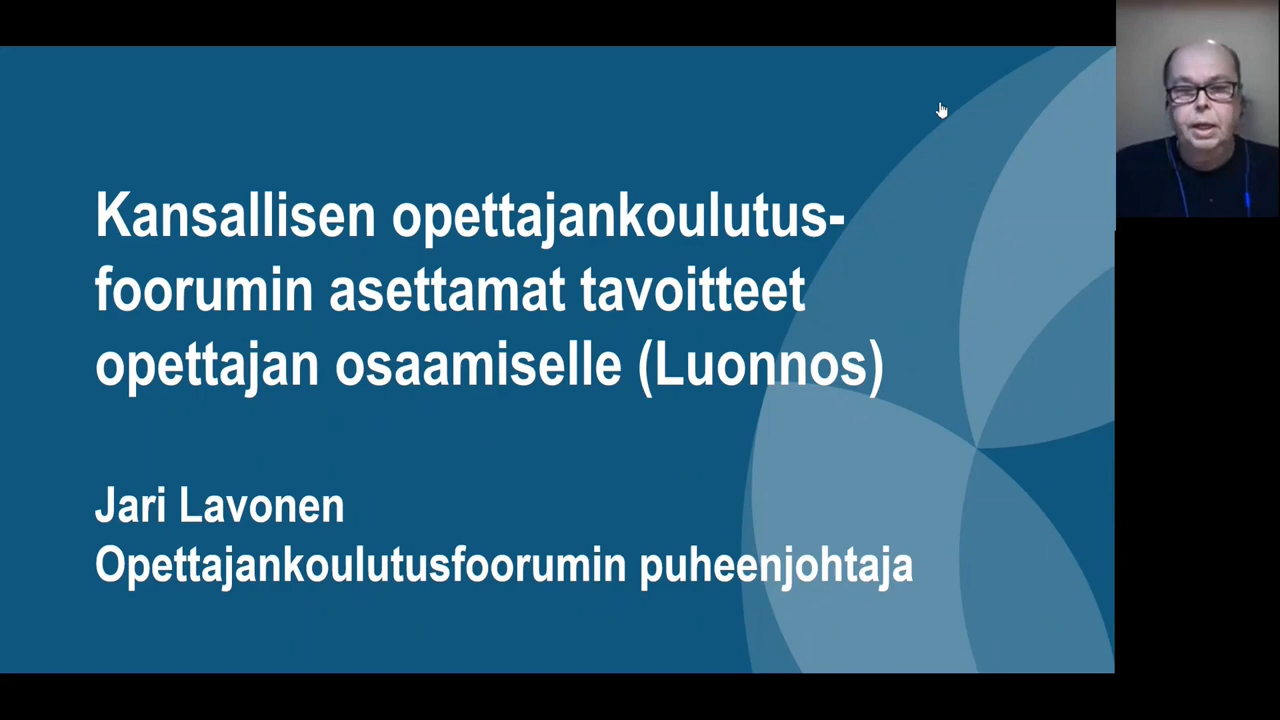 Kansallisen opettajankoulutus-
foorumin asettamat tavoitteet
opettajan osaamiselle (Luonnos)
Jari Lavonen
Opettajankoulutusfoorumin puheenjohtaja